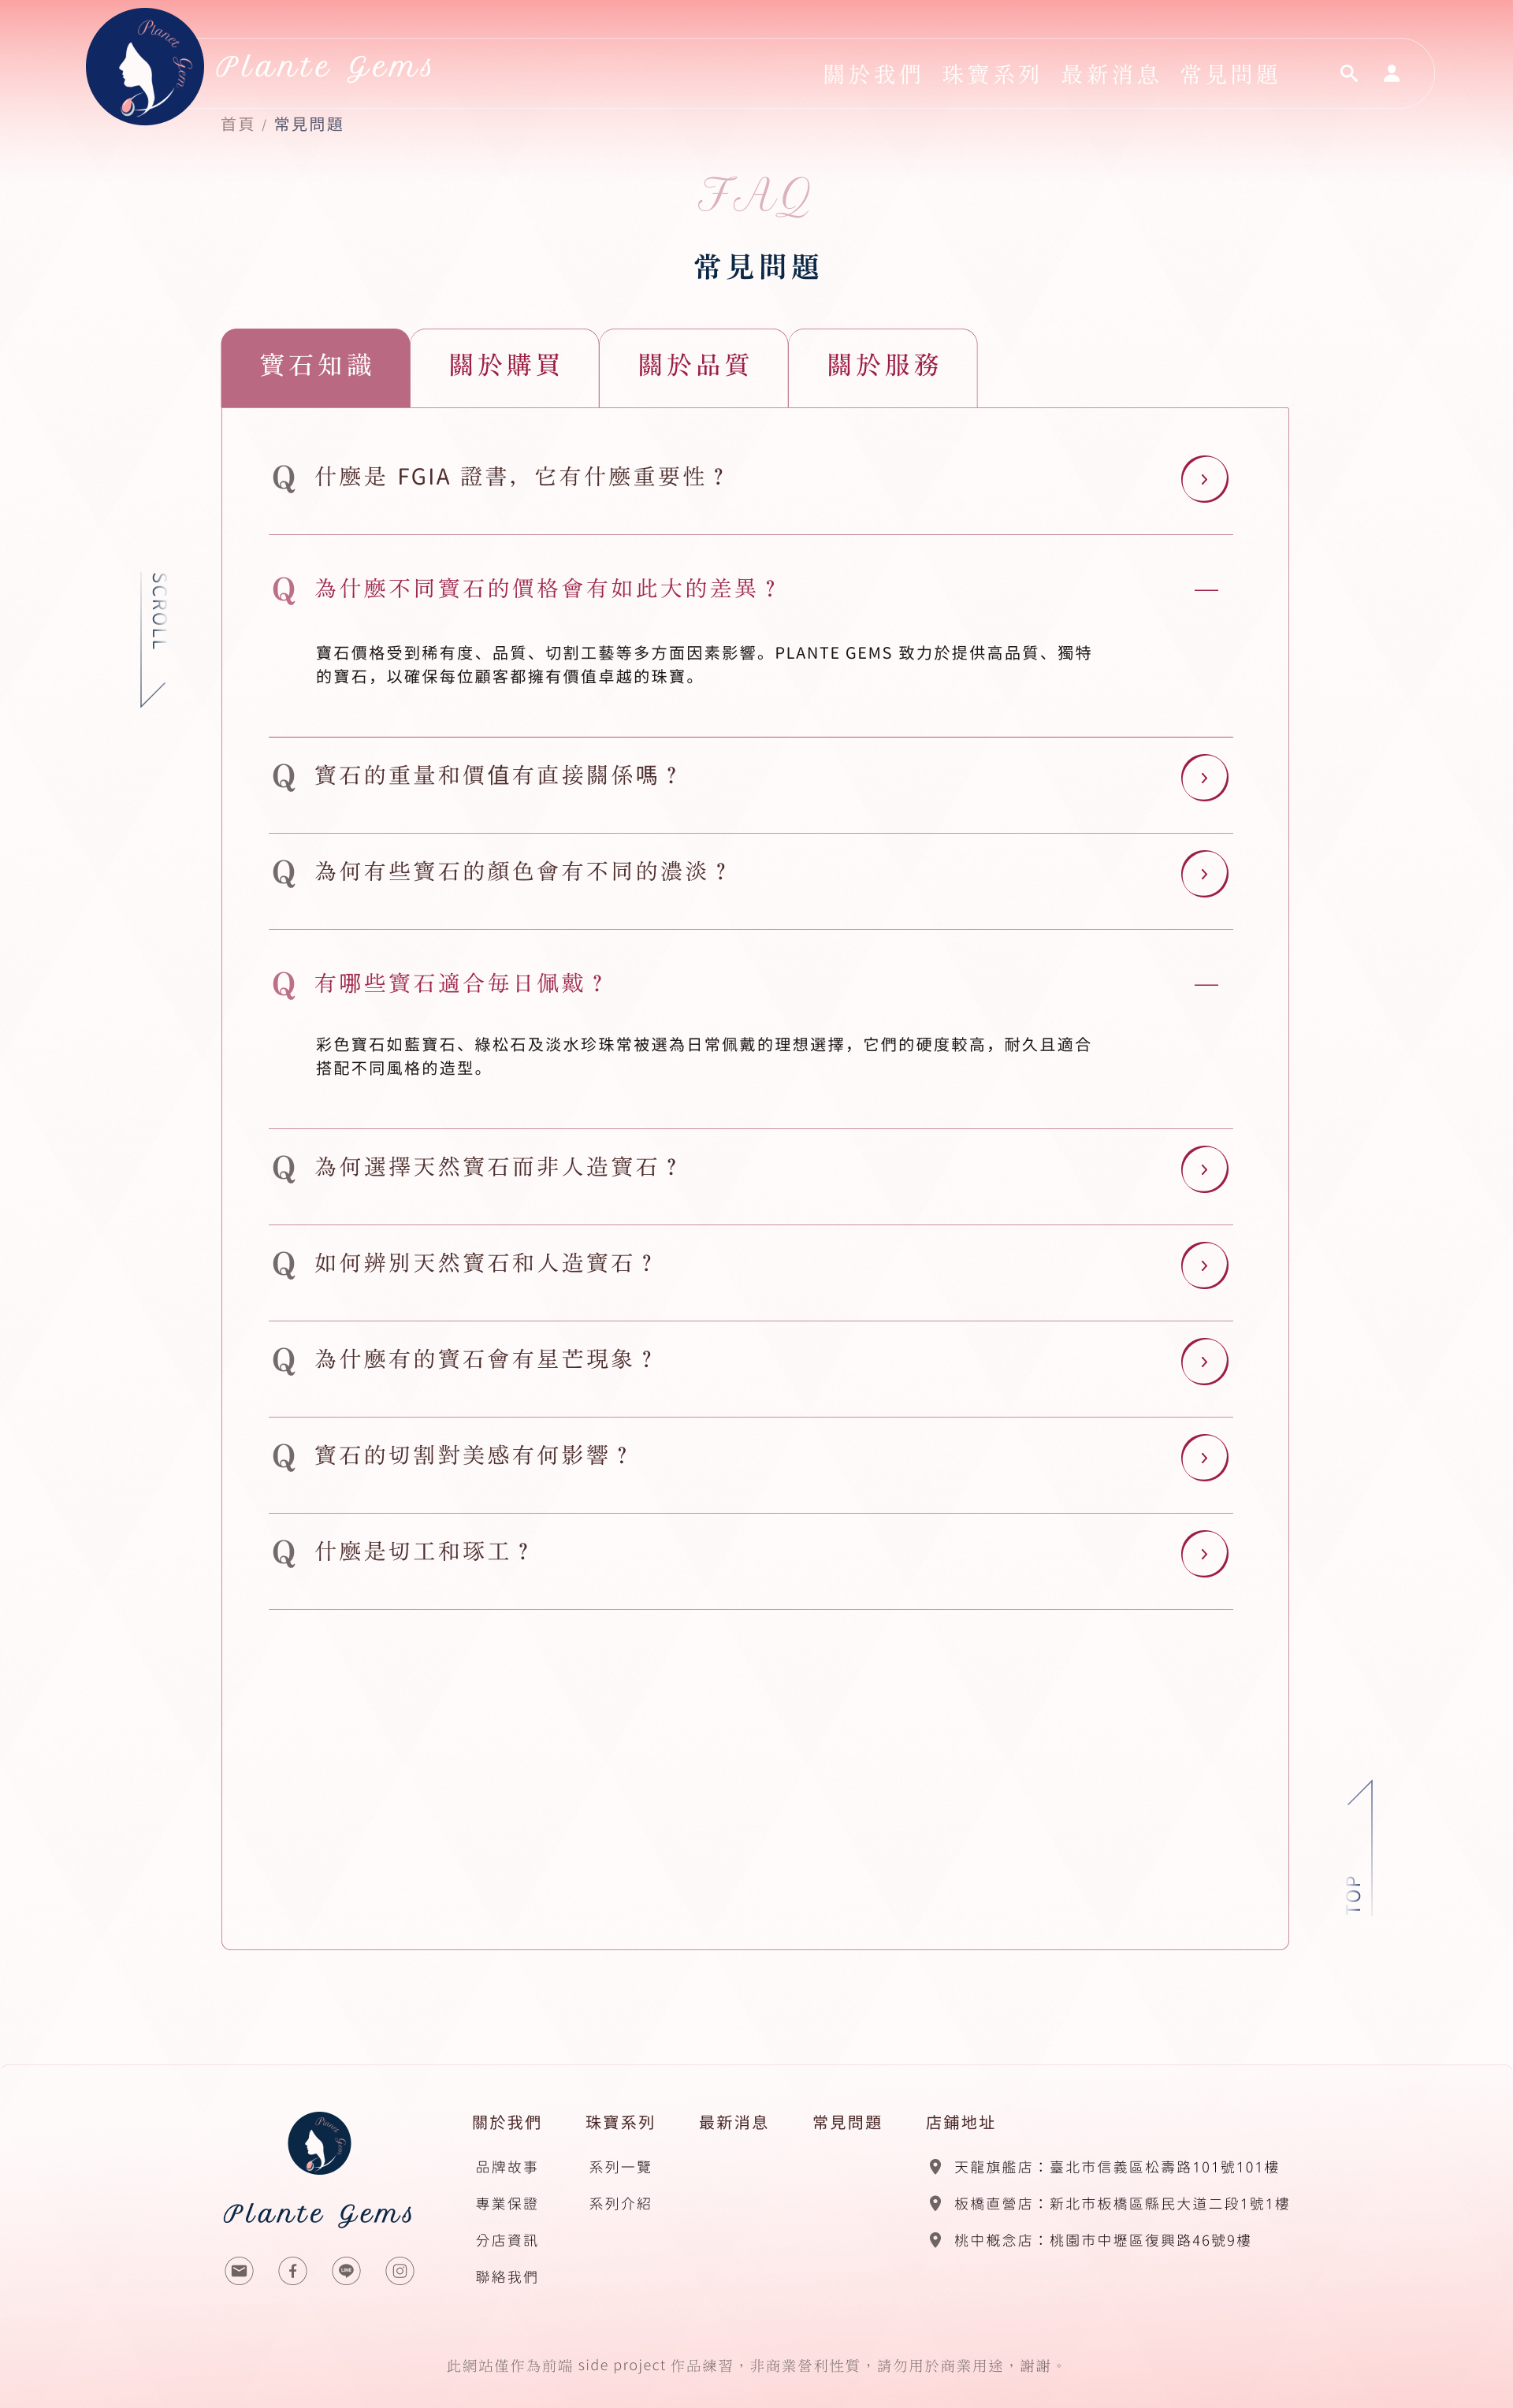 Planet Gem
Plante Gems
關於我們 珠寶系列 最新消息 常見問題
首頁 / 常見問題
FAQ
常見問題
寶石知識 關於購買 關於品質 關於服務
Q 什麼是 FGIA 證書，它有什麼重要性？
SCROLL
Q 為什麼不同寶石的價格會有如此大的差異？
寶石價格受到稀有度、品質、切割工藝等多方面因素影響。PLANTE GEMS 致力於提供高品質、獨特
的寶石，以確保每位顧客都擁有價值卓越的珠寶。
Q 寶石的重量和價值有直接關係嗎？
Q 為何有些寶石的顏色會有不同的濃淡？
Q 有哪些寶石適合每日佩戴？
彩色寶石如藍寶石、綠松石及淡水珍珠常被選為日常佩戴的理想選擇，它們的硬度較高，耐久且適合
搭配不同風格的造型。
Q 為何選擇天然寶石而非人造寶石？
Q 如何辨別天然寶石和人造寶石？
Q 為什麼有的寶石會有星芒現象？
Q 寶石的切割對美感有何影響？
Q 什麼是切工和琢工？
TOP
Planet Gem
Plante Gems
關於我們 珠寶系列 最新消息 常見問題 店鋪地址
品牌故事 系列一覽 天龍旗艦店：臺北市信義區松壽路101號101樓
專業保證 系列介紹 板橋直營店：新北市板橋區縣民大道二段1號1樓
分店資訊 桃中概念店：桃園市中壢區復興路46號9樓
聯絡我們
LINE
此網站僅作為前端 side project 作品練習，非商業營利性質，請勿用於商業用途，謝謝。